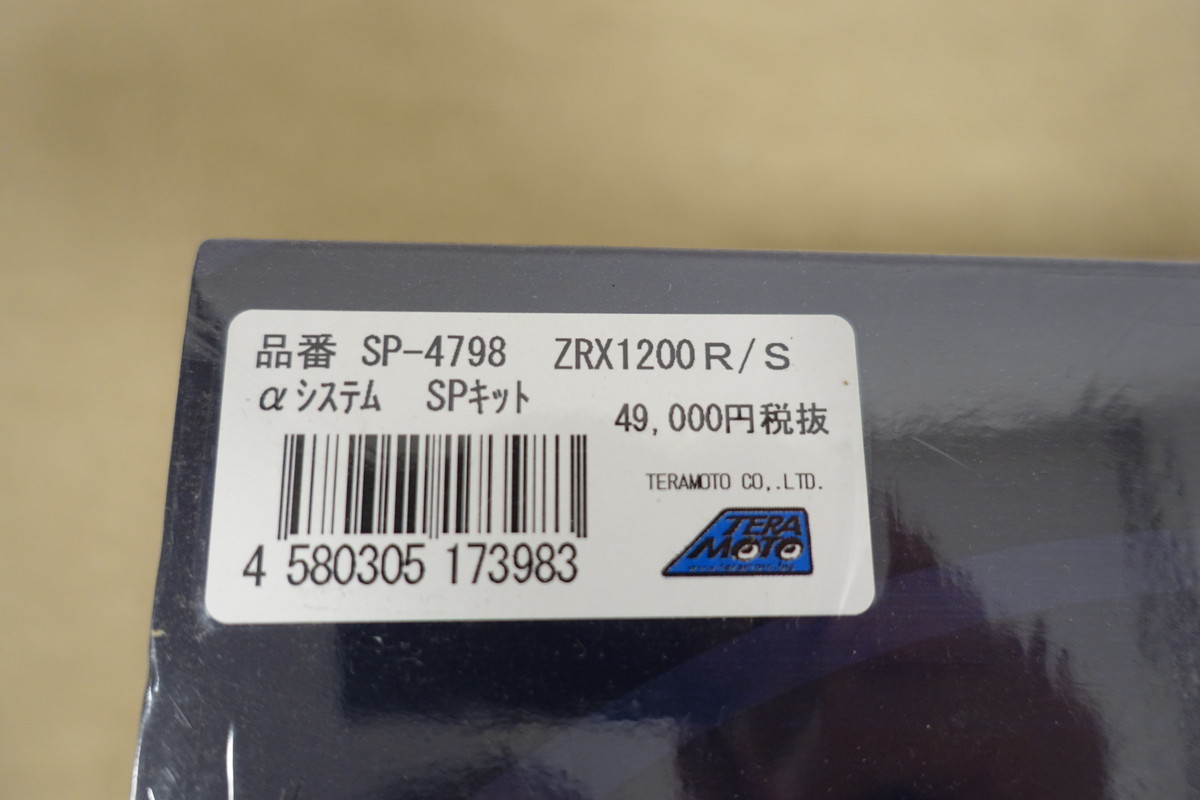 品番 SP-4798 ZRX1200R/S
αシステム SPキット
49,000円税抜
TERAMOTO CO,.LTD.
TERA
MOTO
4 580305 173983